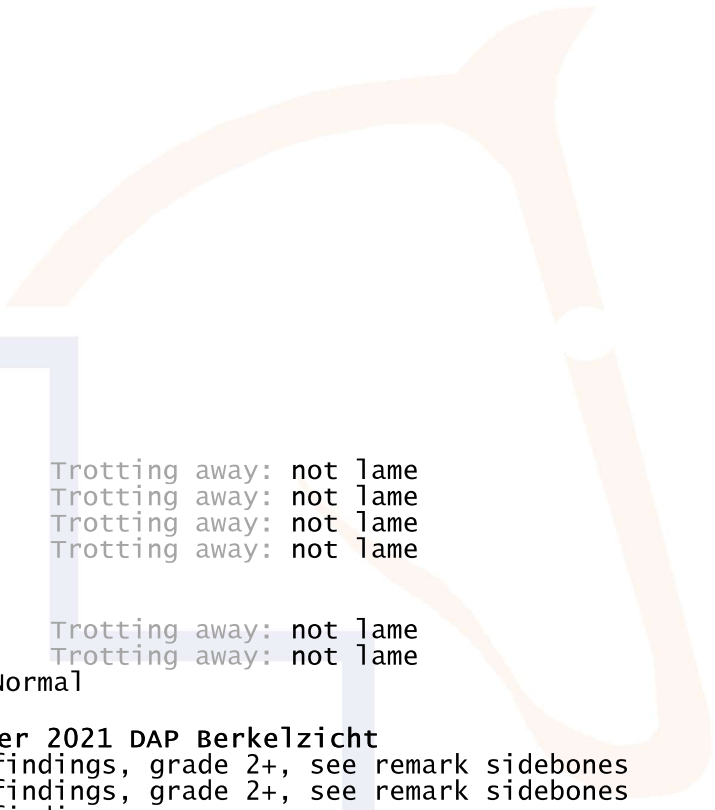 Trotting away: not lame
Trotting away: not lame
Trotting away: not lame
Trotting away: not lame
Trotting away: not lame
Trotting away: not lame
Normal
er 2021 DAP Berkelzicht
findings, grade 2+, see remark sidebones
findings, grade 2+, see remark sidebones